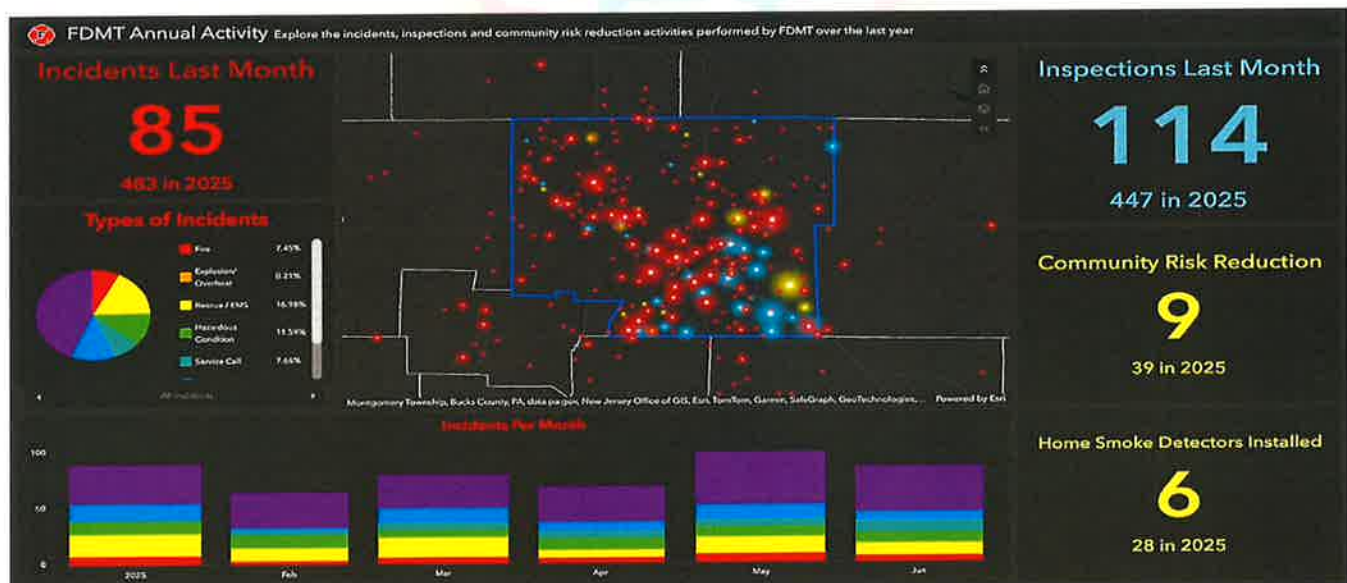 FDMT Annual Activity Explore the incidents, inspections and community risk reduction activities performed by FDMT over the last year
Incidents Last Month
85
483 in 2025
Types of Incidents
Fire 7.45%
Explosion/
Overheat 0.21%
Rescue / EMS 16.98%
Hazardous
Condition 11.59%
Service Call 7.66%
All Incidents
Montgomery Township, Bucks County, PA, data.pa.gov, New Jersey Office of GIS, Esri, TomTom, Garmin, SafeGraph, GeoTechnologies, ... Powered by Esri
Inspections Last Month
114
447 in 2025
Community Risk Reduction
9
39 in 2025
Home Smoke Detectors Installed
6
28 in 2025
Incidents Per Month
100
50
0
2025 Feb Mar Apr May Jun